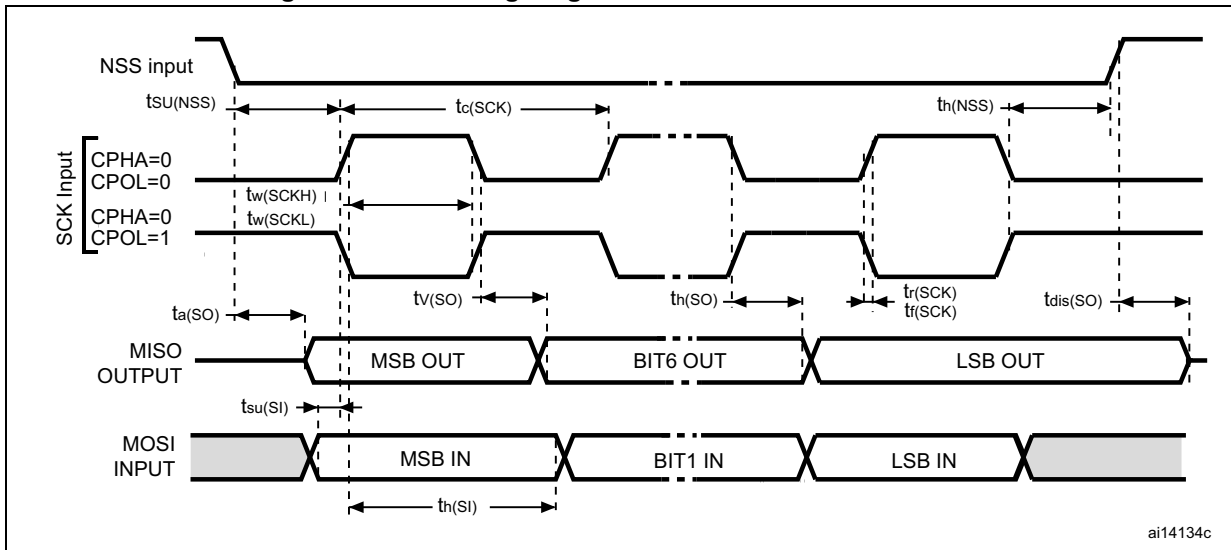 NSS input
tSU(NSS)
tc(SCK)
th(NSS)
SCK Input
CPHA=0
CPOL=0
tw(SCKH)
CPHA=0
tw(SCKL)
CPOL=1
tV(SO)
th(SO)
tr(SCK)
tf(SCK)
tdis(SO)
ta(SO)
MISO
OUTPUT
MSB OUT
BIT6 OUT
LSB OUT
tsu(SI)
MOSI
INPUT
MSB IN
BIT1 IN
LSB IN
th(SI)
ai14134c